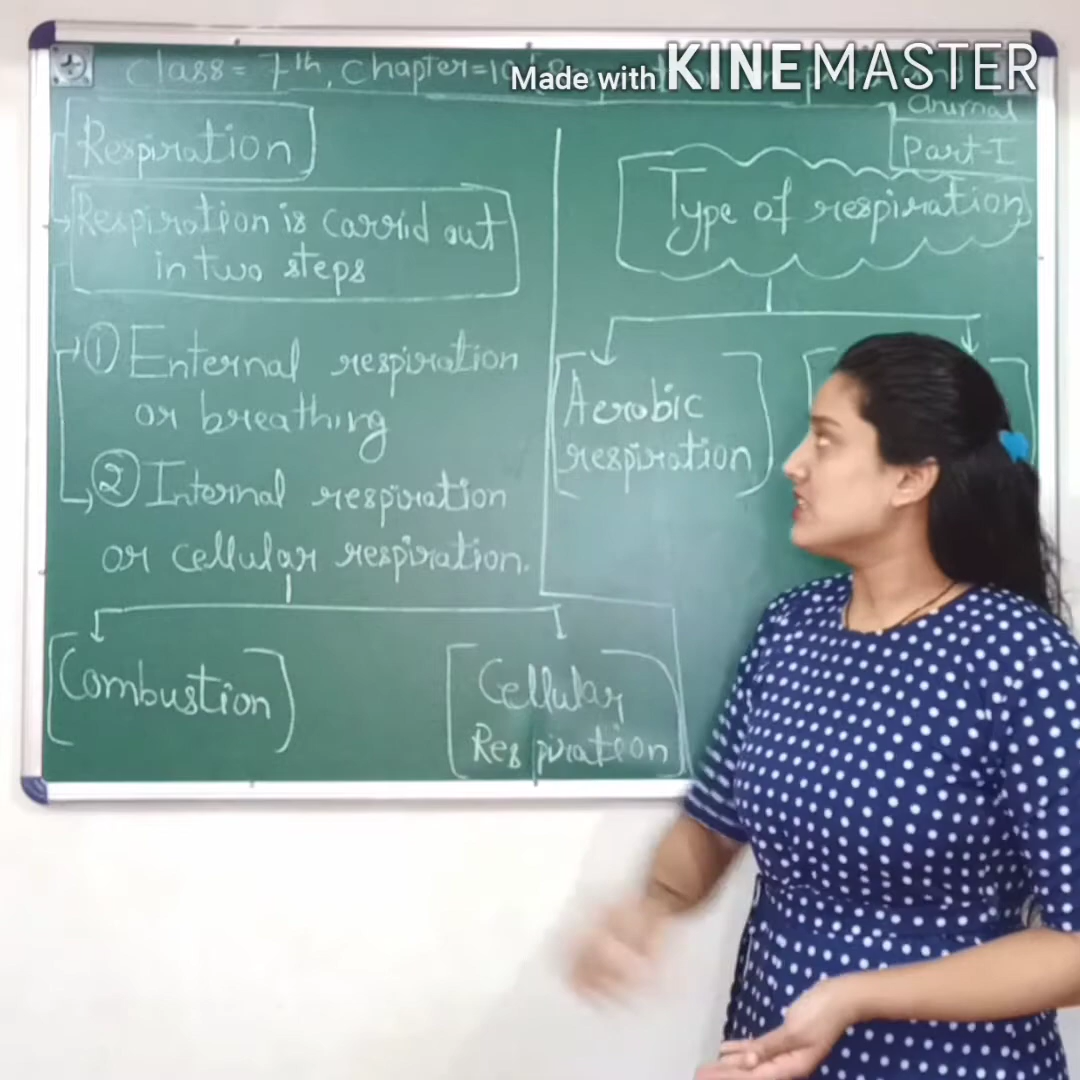 Class = 7th, Chapter = 10
Made with KINEMASTER
animal
Part-I
Respiration
Respiration is carrid out
in two steps
① Enternal respiration
or breathing
② Internal respiration
or cellular respiration.
Combustion
Cellular
Respiration
Type of respiration
Aerobic
respiration